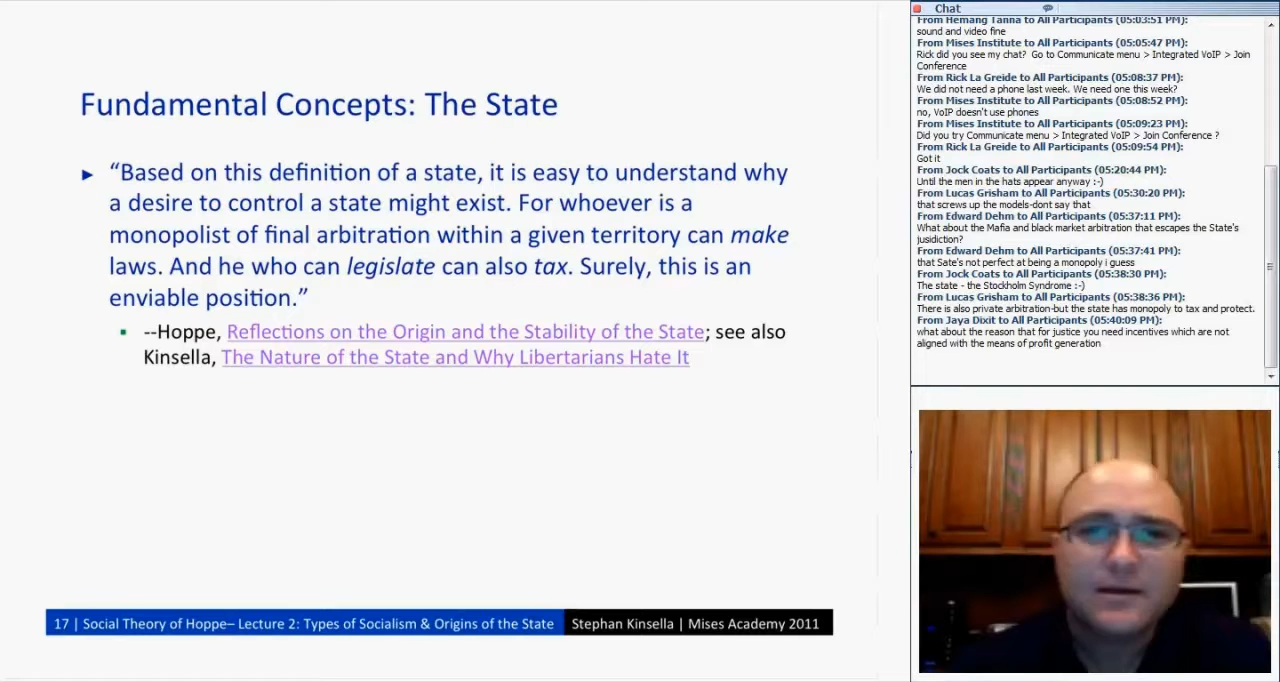 Fundamental Concepts: The State
► “Based on this definition of a state, it is easy to understand why
a desire to control a state might exist. For whoever is a
monopolist of final arbitration within a given territory can make
laws. And he who can legislate can also tax. Surely, this is an
enviable position.”
▪ --Hoppe, Reflections on the Origin and the Stability of the State; see also
Kinsella, The Nature of the State and Why Libertarians Hate It
17 | Social Theory of Hoppe– Lecture 2: Types of Socialism & Origins of the State
Stephan Kinsella | Mises Academy 2011
Chat
From Hemang Tanna to All Participants (05:03:51 PM):
sound and video fine
From Mises Institute to All Participants (05:05:47 PM):
Rick did you see my chat? Go to Communicate menu > Integrated VoIP > Join
Conference
From Rick La Greide to All Participants (05:08:37 PM):
We did not need a phone last week. We need one this week?
From Mises Institute to All Participants (05:08:52 PM):
no, VoIP doesn't use phones
From Mises Institute to All Participants (05:09:23 PM):
Did you try Communicate menu > Integrated VoIP > Join Conference ?
From Rick La Greide to All Participants (05:09:54 PM):
Got it
From Jock Coats to All Participants (05:20:44 PM):
Until the men in the hats appear anyway :-)
From Lucas Grisham to All Participants (05:30:20 PM):
that screws up the models-dont say that
From Edward Dehm to All Participants (05:37:11 PM):
What about the Mafia and black market arbitration that escapes the State's
jusidiction?
From Edward Dehm to All Participants (05:37:41 PM):
that Sate's not perfect at being a monopoly i guess
From Jock Coats to All Participants (05:38:30 PM):
The state - the Stockholm Syndrome :-)
From Lucas Grisham to All Participants (05:38:36 PM):
There is also private arbitration-but the state has monopoly to tax and protect.
From Jaya Dixit to All Participants (05:40:09 PM):
what about the reason that for justice you need incentives which are not
aligned with the means of profit generation